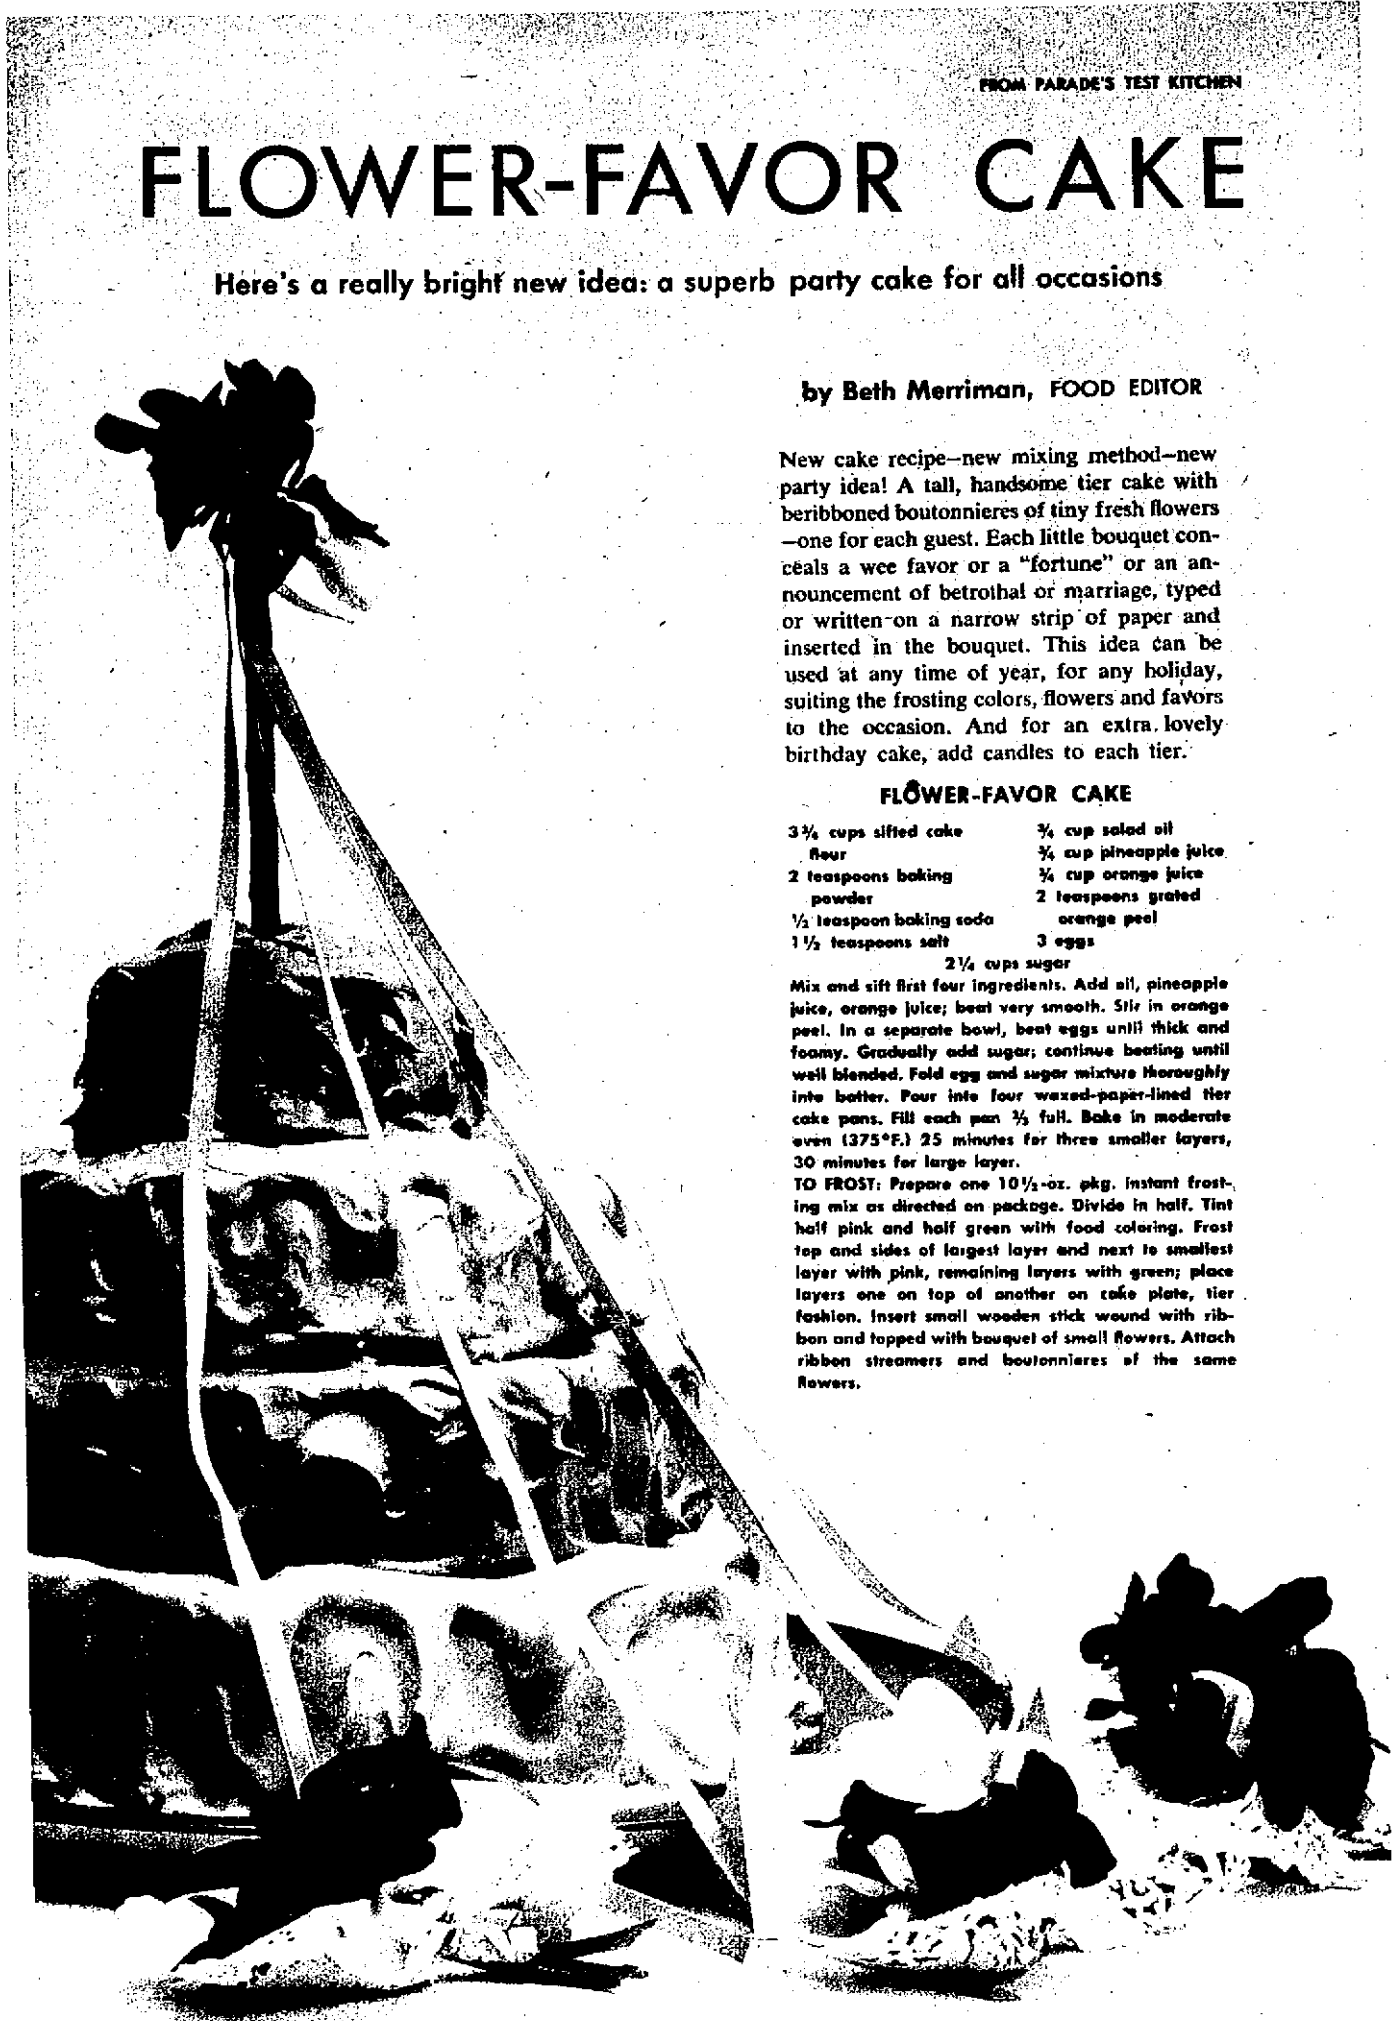 FROM PARADE'S TEST KITCHEN
FLOWER-FAVOR CAKE
Here's a really bright new idea: a superb party cake for all occasions
by Beth Merriman, FOOD EDITOR
New cake recipe—new mixing method—new
party idea! A tall, handsome tier cake with
beribboned boutonnieres of tiny fresh flowers
—one for each guest. Each little bouquet con-
ceals a wee favor or a "fortune" or an an-
nouncement of betrothal or marriage, typed
or written on a narrow strip of paper and
inserted in the bouquet. This idea can be
used at any time of year, for any holiday,
suiting the frosting colors, flowers and favors
to the occasion. And for an extra lovely
birthday cake, add candles to each tier.
FLOWER-FAVOR CAKE
3¾ cups sifted cake
flour
2 teaspoons baking
powder
½ teaspoon baking soda
1½ teaspoons salt
¾ cup salad oil
¾ cup pineapple juice
¾ cup orange juice
2 teaspoons grated
orange peel
3 eggs
2¼ cups sugar
Mix and sift first four ingredients. Add oil, pineapple
juice, orange juice; beat very smooth. Stir in orange
peel. In a separate bowl, beat eggs until thick and
foamy. Gradually add sugar; continue beating until
well blended. Fold egg and sugar mixture thoroughly
into batter. Pour into four waxed-paper-lined tier
cake pans. Fill each pan ⅔ full. Bake in moderate
oven (375°F.) 25 minutes for three smaller layers,
30 minutes for large layer.
TO FROST: Prepare one 10½-oz. pkg. instant frost-
ing mix as directed on package. Divide in half. Tint
half pink and half green with food coloring. Frost
top and sides of largest layer and next to smallest
layer with pink, remaining layers with green; place
layers one on top of another on cake plate, tier
fashion. Insert small wooden stick wound with rib-
bon and topped with bouquet of small flowers. Attach
ribbon streamers and boutonnieres of the same
flowers.